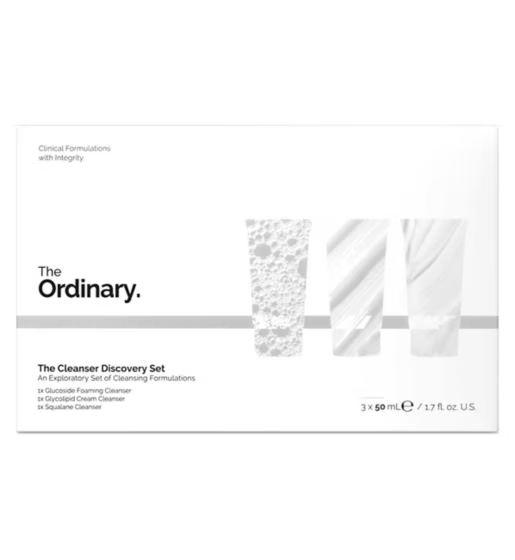 Clinical Formulations
with Integrity
The
Ordinary.
The Cleanser Discovery Set
An Exploratory Set of Cleansing Formulations
1x Glucoside Foaming Cleanser
1x Glycolipid Cream Cleanser
1x Squalane Cleanser
3 x 50 mL ℮ / 1.7 fl. oz. U.S.